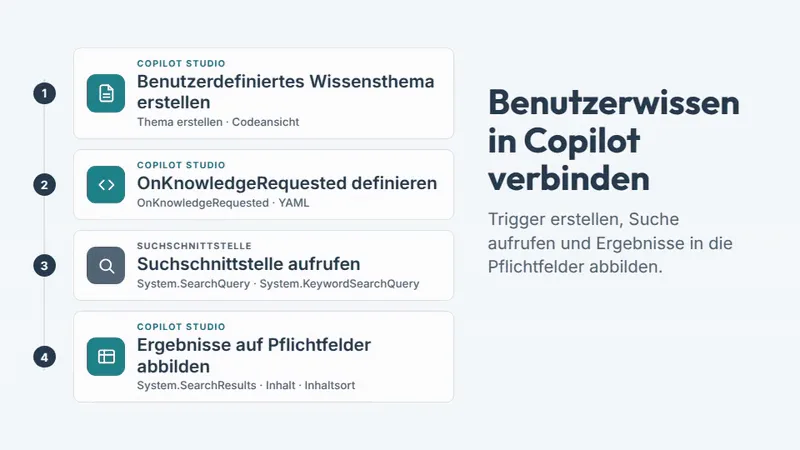 1
COPILOT STUDIO
Benutzerdefiniertes Wissensthema
erstellen
Thema erstellen · Codeansicht
2
COPILOT STUDIO
OnKnowledgeRequested definieren
OnKnowledgeRequested · YAML
3
SUCHSCHNITTSTELLE
Suchschnittstelle aufrufen
System.SearchQuery · System.KeywordSearchQuery
4
COPILOT STUDIO
Ergebnisse auf Pflichtfelder
abbilden
System.SearchResults · Inhalt · Inhaltsort
Benutzerwissen
in Copilot
verbinden
Trigger erstellen, Suche
aufrufen und Ergebnisse in die
Pflichtfelder abbilden.